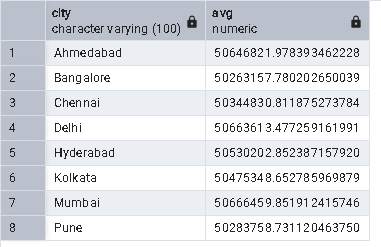 city avg
character varying (100) numeric
1 Ahmedabad 50646821.978393462228
2 Bangalore 50263157.780202650039
3 Chennai 50344830.811875273784
4 Delhi 50663613.477259161991
5 Hyderabad 50530202.852387157920
6 Kolkata 50475348.652785969879
7 Mumbai 50666459.851912415746
8 Pune 50283758.731120463750